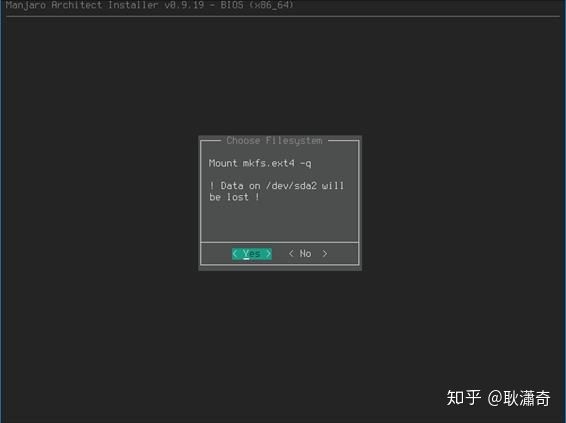 Manjaro Architect Installer v0.9.19 - BIOS (x86_64)
Choose Filesystem
Mount mkfs.ext4 -q
! Data on /dev/sda2 will
be lost !
< Yes > < No >
知乎 @耿瀟奇